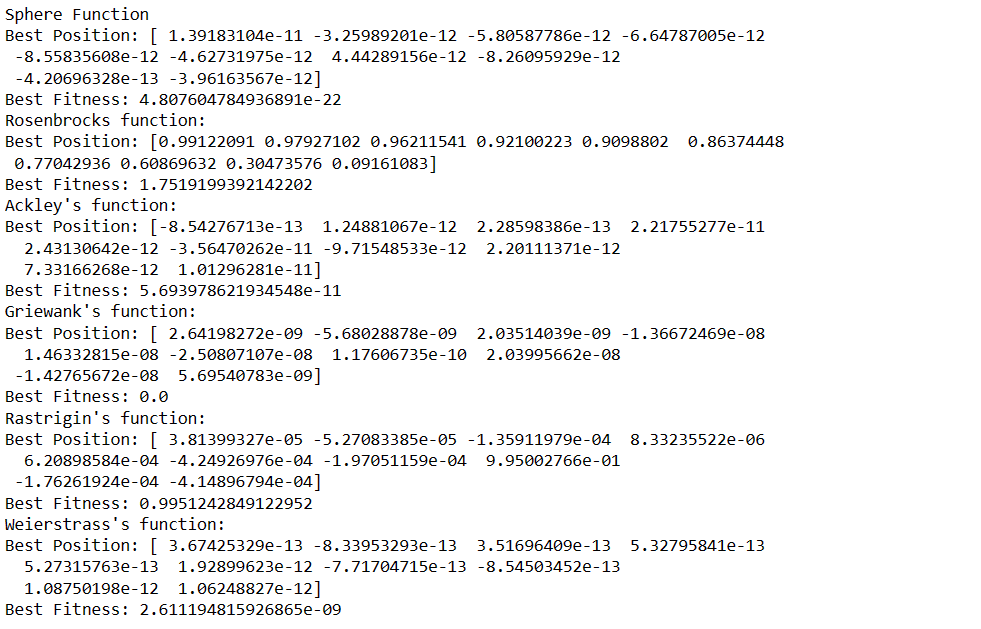 Sphere Function
Best Position: [ 1.39183104e-11 -3.25989201e-12 -5.80587786e-12 -6.64787005e-12
 -8.55835608e-12 -4.62731975e-12  4.44289156e-12 -8.26095929e-12
 -4.20696328e-13 -3.96163567e-12]
Best Fitness: 4.807604784936891e-22
Rosenbrocks function:
Best Position: [0.99122091 0.97927102 0.96211541 0.92100223 0.9098802  0.86374448
 0.77042936 0.60869632 0.30473576 0.09161083]
Best Fitness: 1.7519199392142202
Ackley's function:
Best Position: [-8.54276713e-13  1.24881067e-12  2.28598386e-13  2.21755277e-11
  2.43130642e-12 -3.56470262e-11 -9.71548533e-12  2.20111371e-12
  7.33166268e-12  1.01296281e-11]
Best Fitness: 5.693978621934548e-11
Griewank's function:
Best Position: [ 2.64198272e-09 -5.68028878e-09  2.03514039e-09 -1.36672469e-08
  1.46332815e-08 -2.50807107e-08  1.17606735e-10  2.03995662e-08
 -1.42765672e-08  5.69540783e-09]
Best Fitness: 0.0
Rastrigin's function:
Best Position: [ 3.81399327e-05 -5.27083385e-05 -1.35911979e-04  8.33235522e-06
  6.20898584e-04 -4.24926976e-04 -1.97051159e-04  9.95002766e-01
 -1.76261924e-04 -4.14896794e-04]
Best Fitness: 0.9951242849122952
Weierstrass's function:
Best Position: [ 3.67425329e-13 -8.33953293e-13  3.51696409e-13  5.32795841e-13
  5.27315763e-13  1.92899623e-12 -7.71704715e-13 -8.54503452e-13
  1.08750198e-12  1.06248827e-12]
Best Fitness: 2.611194815926865e-09